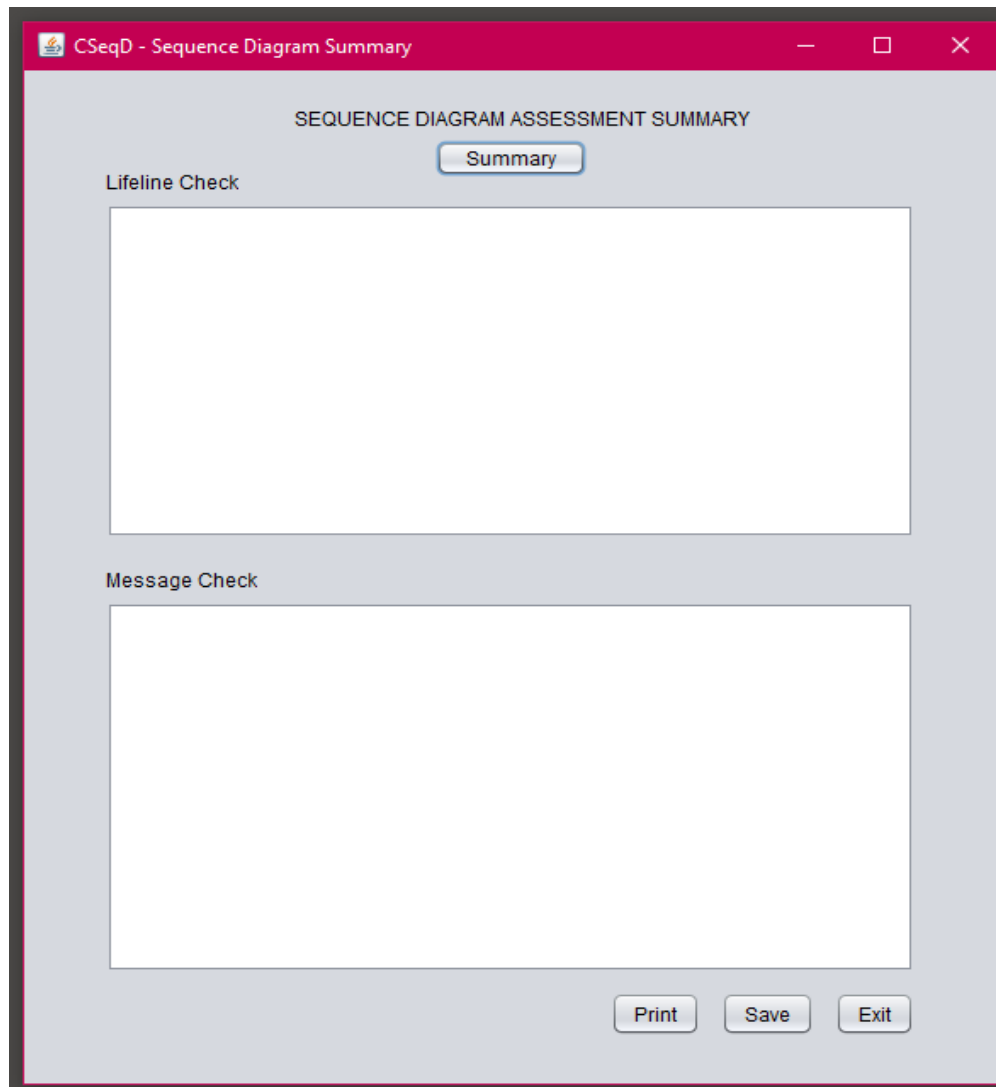 CSeqD - Sequence Diagram Summary
SEQUENCE DIAGRAM ASSESSMENT SUMMARY
Summary
Lifeline Check
Message Check
Print Save Exit